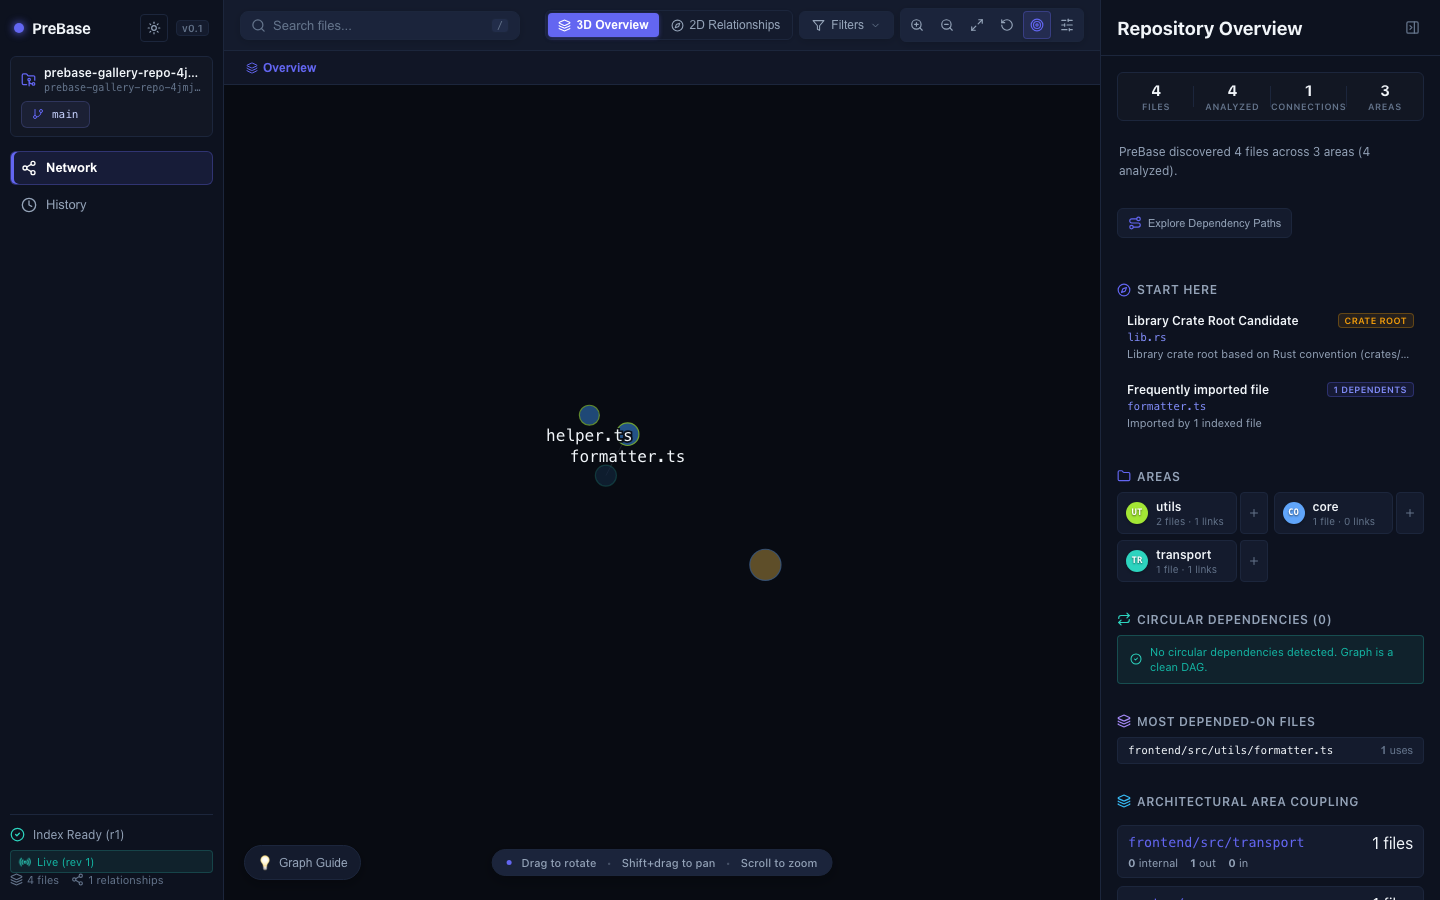 PreBase
v0.1
prebase-gallery-repo-4j...
prebase-gallery-repo-4jmj…
main
Network
History
Index Ready (r1)
Live (rev 1)
4 files
1 relationships
Search files...
/
3D Overview
2D Relationships
Filters
Overview
helper.ts
formatter.ts
Graph Guide
Drag to rotate
·
Shift+drag to pan
·
Scroll to zoom
Repository Overview
4
FILES
4
ANALYZED
1
CONNECTIONS
3
AREAS
PreBase discovered 4 files across 3 areas (4
analyzed).
Explore Dependency Paths
START HERE
Library Crate Root Candidate
CRATE ROOT
lib.rs
Library crate root based on Rust convention (crates/...
Frequently imported file
1 DEPENDENTS
formatter.ts
Imported by 1 indexed file
AREAS
UT
utils
2 files · 1 links
+
CO
core
1 file · 0 links
+
TR
transport
1 file · 1 links
+
CIRCULAR DEPENDENCIES (0)
No circular dependencies detected. Graph is a
clean DAG.
MOST DEPENDED-ON FILES
frontend/src/utils/formatter.ts
1 uses
ARCHITECTURAL AREA COUPLING
frontend/src/transport
1 files
0 internal
1 out
0 in